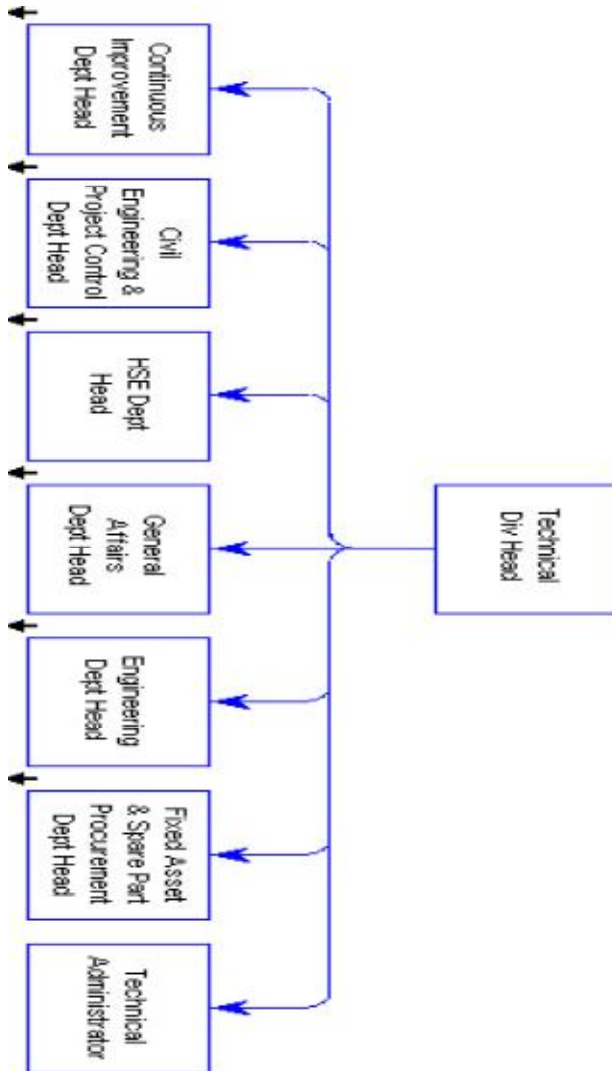 Technical
Div Head
Continuous
Improvement
Dept Head
Civil
Engineering &
Project Control
Dept Head
HSE Dept
Head
General
Affairs
Dept Head
Engineering
Dept Head
Fixed Asset
& Spare Part
Procurement
Dept Head
Technical
Administrator